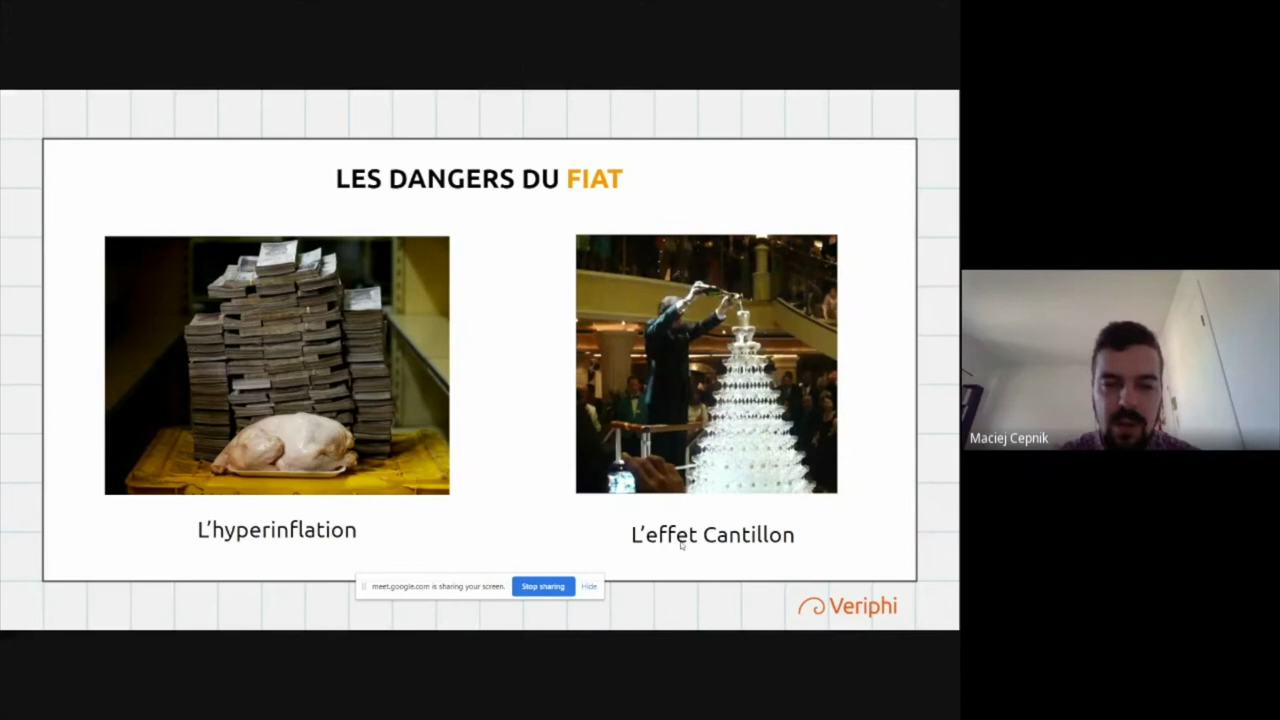 LES DANGERS DU FIAT
L'hyperinflation
L'effet Cantillon
meet.google.com is sharing your screen.
Stop sharing
Hide
Veriphi
Maciej Cepnik